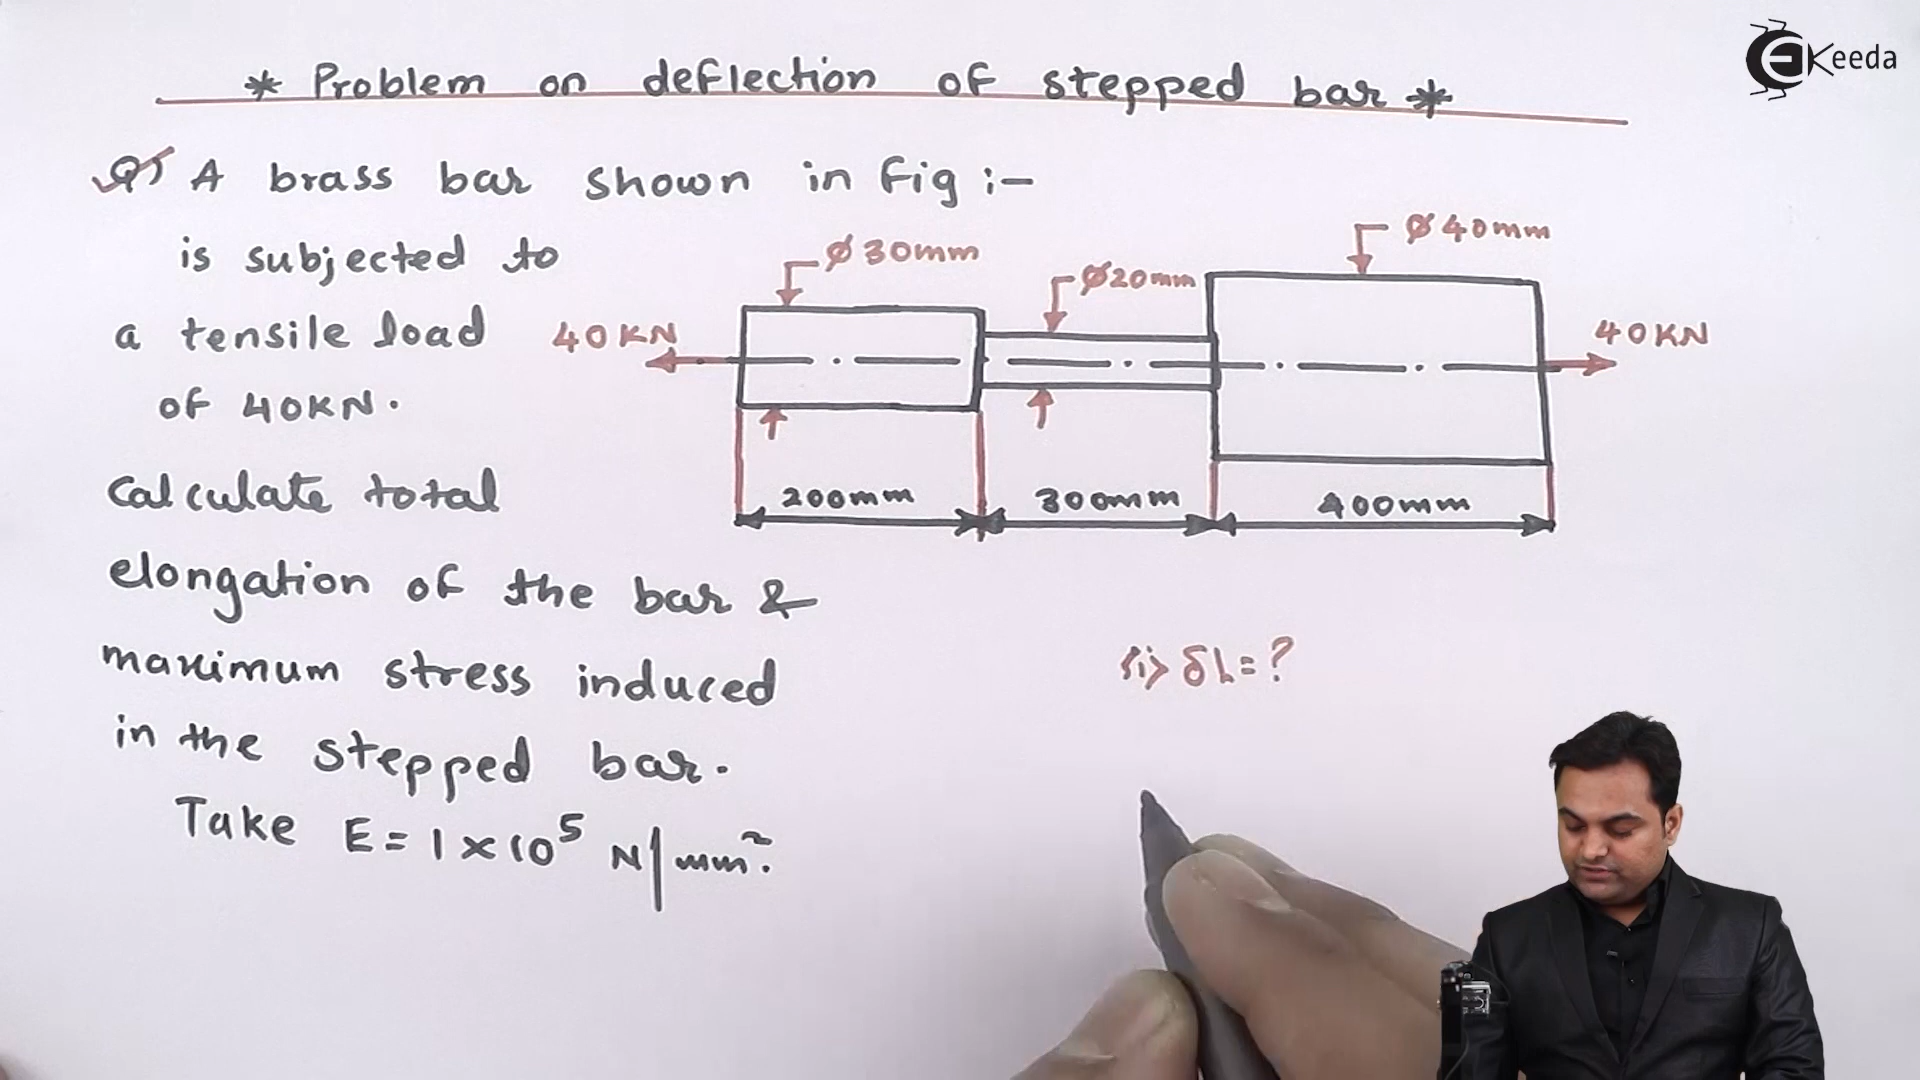 * Problem on deflection of stepped bar *
EKeeda
Q) A brass bar shown in fig :-
is subjected to
a tensile load
of 40KN.
Calculate total
elongation of the bar &
maximum stress induced
in the stepped bar.
Take E = 1 × 10⁵ N/mm².
Ø 30mm
Ø20mm
Ø 40mm
40KN
40KN
200mm
300mm
400mm
(i) δL = ?